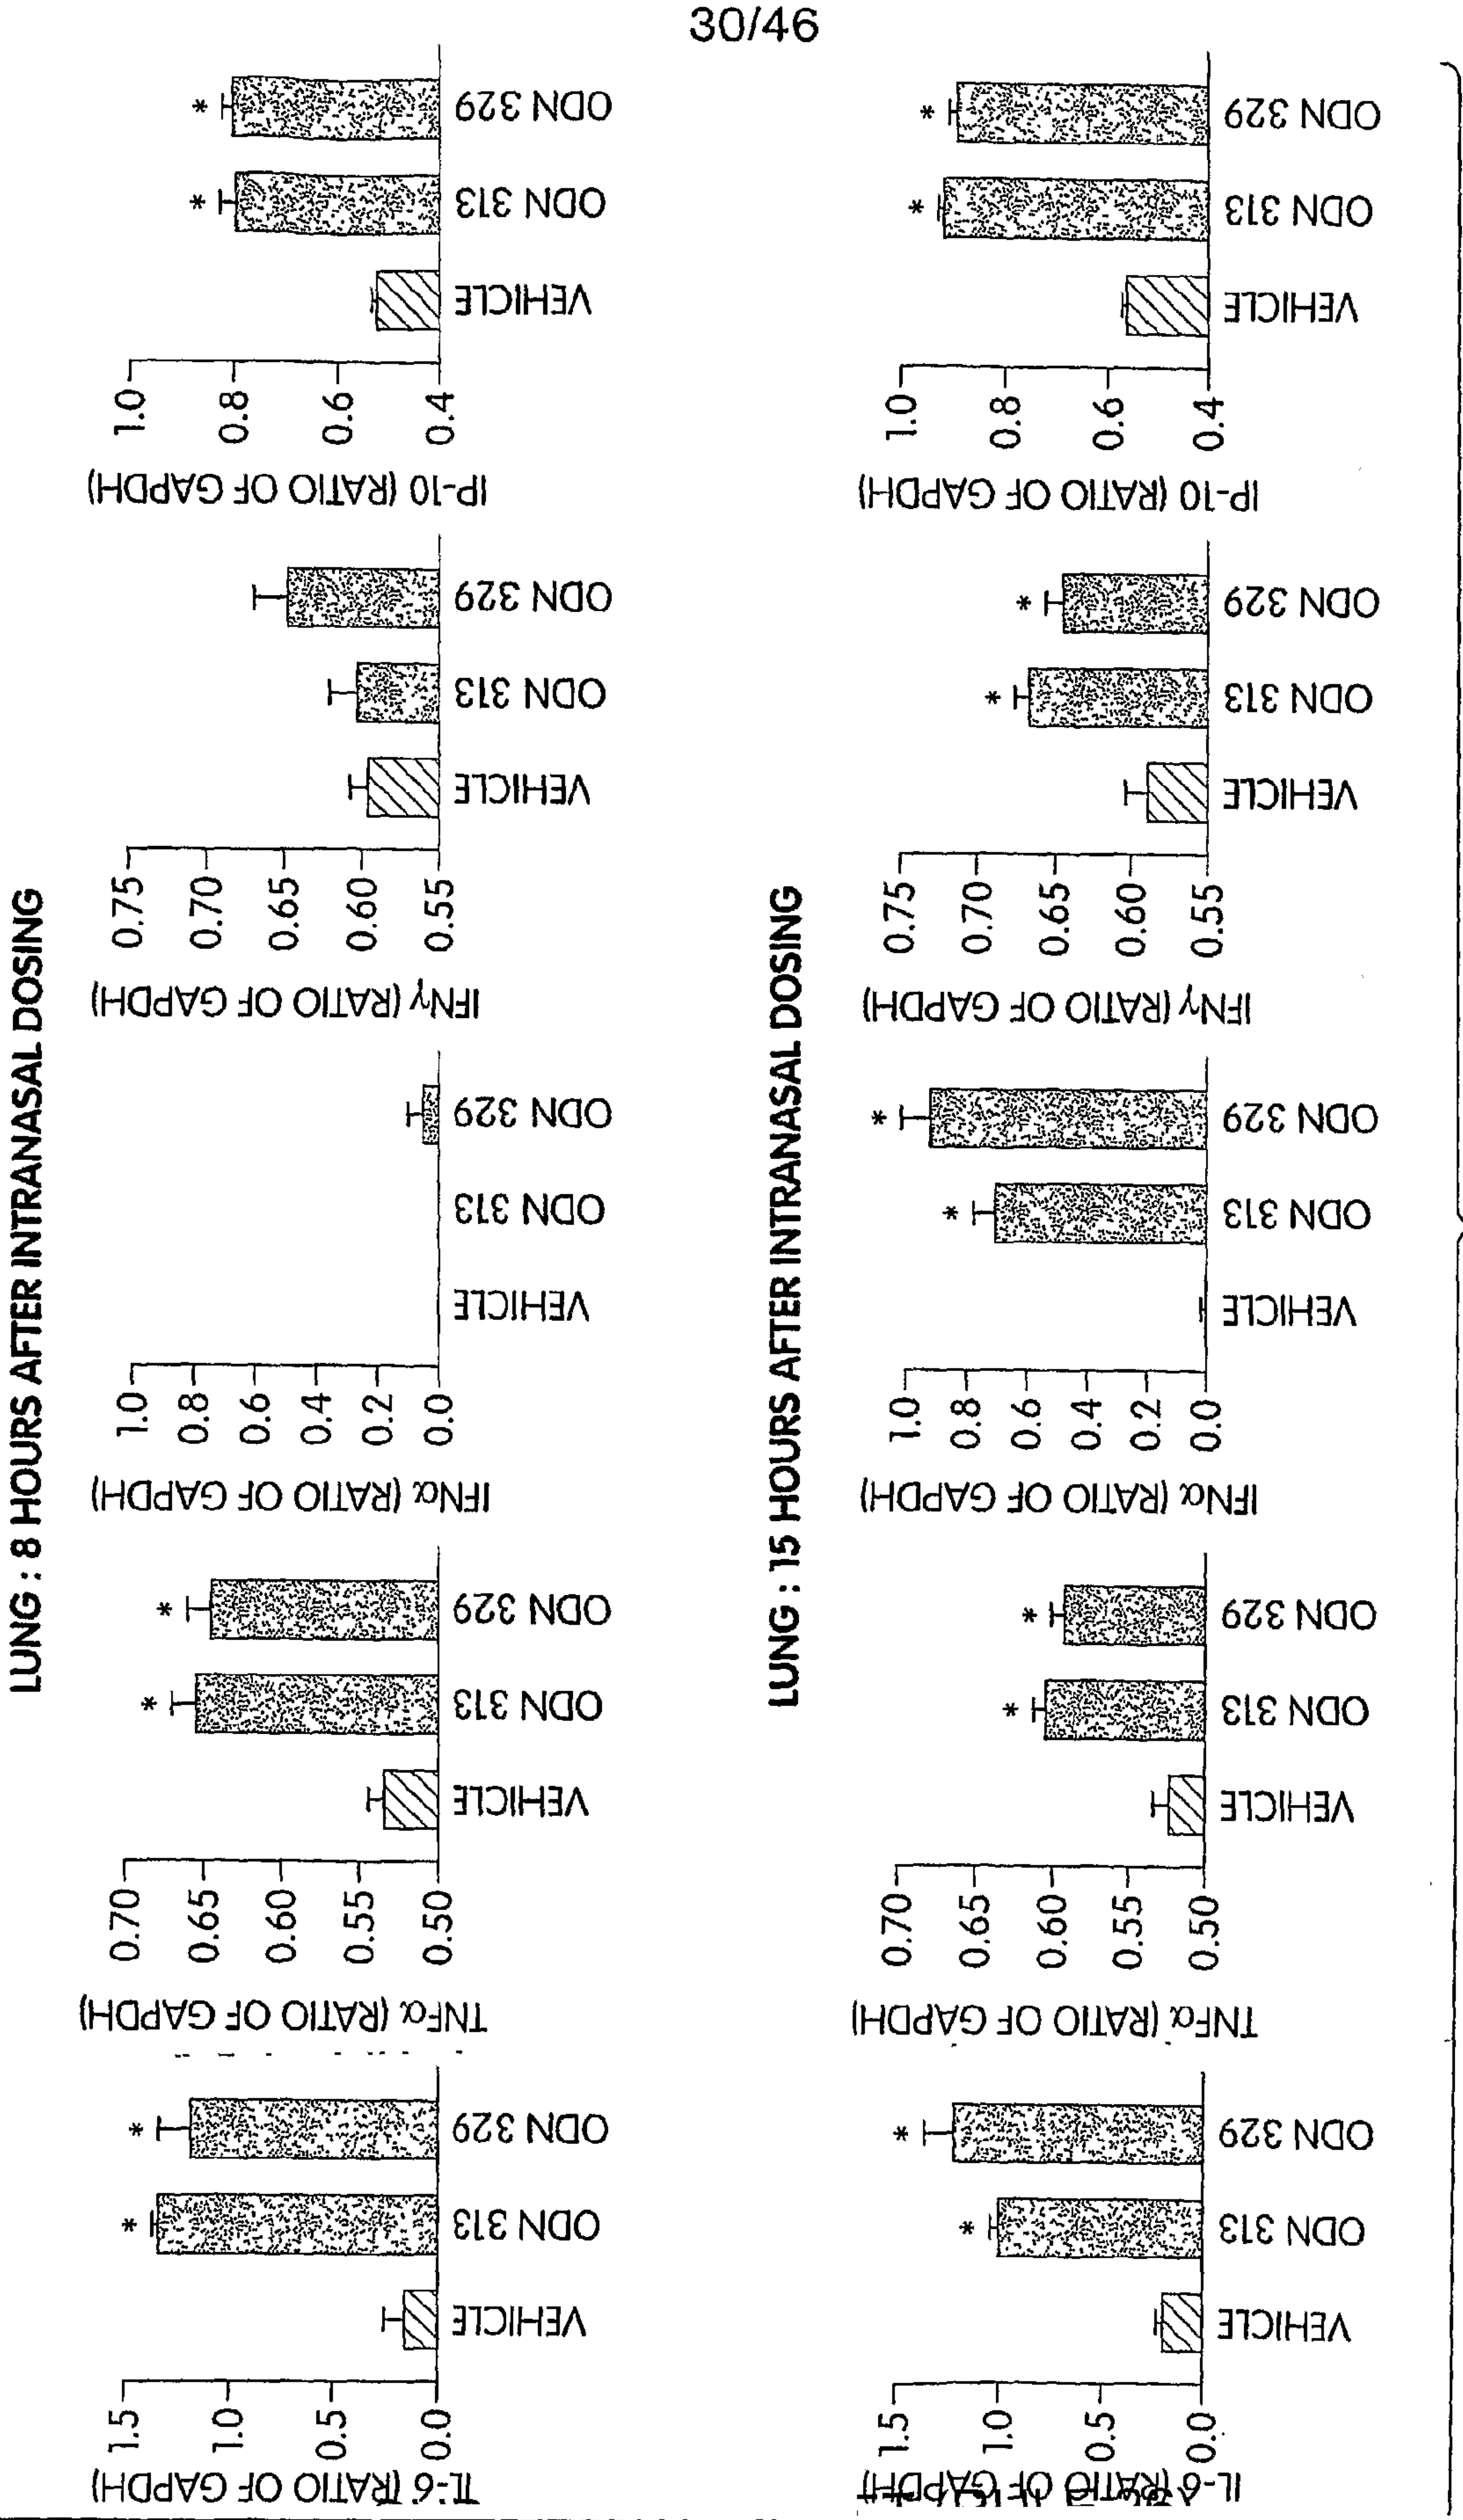 30/46
LUNG : 8 HOURS AFTER INTRANASAL DOSING
IL-6 (RATIO OF GAPDH)
1.5
1.0
0.5
0.0
VEHICLE
ODN 313
ODN 329
*
*
TNFα (RATIO OF GAPDH)
0.70
0.65
0.60
0.55
0.50
VEHICLE
ODN 313
ODN 329
*
*
IFNα (RATIO OF GAPDH)
1.0
0.8
0.6
0.4
0.2
0.0
VEHICLE
ODN 313
ODN 329
IFNγ (RATIO OF GAPDH)
0.75
0.70
0.65
0.60
0.55
VEHICLE
ODN 313
ODN 329
IP-10 (RATIO OF GAPDH)
1.0
0.8
0.6
0.4
VEHICLE
ODN 313
ODN 329
*
*
LUNG : 15 HOURS AFTER INTRANASAL DOSING
IL-6 (RATIO OF GAPDH)
1.5
1.0
0.5
0.0
VEHICLE
ODN 313
ODN 329
*
*
TNFα (RATIO OF GAPDH)
0.70
0.65
0.60
0.55
0.50
VEHICLE
ODN 313
ODN 329
*
*
IFNα (RATIO OF GAPDH)
1.0
0.8
0.6
0.4
0.2
0.0
VEHICLE
ODN 313
ODN 329
*
*
IFNγ (RATIO OF GAPDH)
0.75
0.70
0.65
0.60
0.55
VEHICLE
ODN 313
ODN 329
*
*
IP-10 (RATIO OF GAPDH)
1.0
0.8
0.6
0.4
VEHICLE
ODN 313
ODN 329
*
*